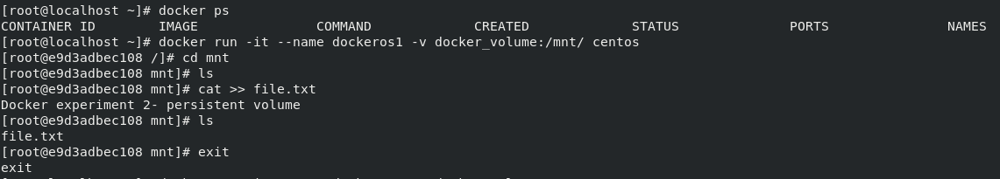 [root@localhost ~]# docker ps
CONTAINER ID        IMAGE               COMMAND             CREATED             STATUS              PORTS               NAMES
[root@localhost ~]# docker run -it --name dockeros1 -v docker_volume:/mnt/ centos
[root@e9d3adbec108 /]# cd mnt
[root@e9d3adbec108 mnt]# ls
[root@e9d3adbec108 mnt]# cat >> file.txt
Docker experiment 2- persistent volume
[root@e9d3adbec108 mnt]# ls
file.txt
[root@e9d3adbec108 mnt]# exit
exit